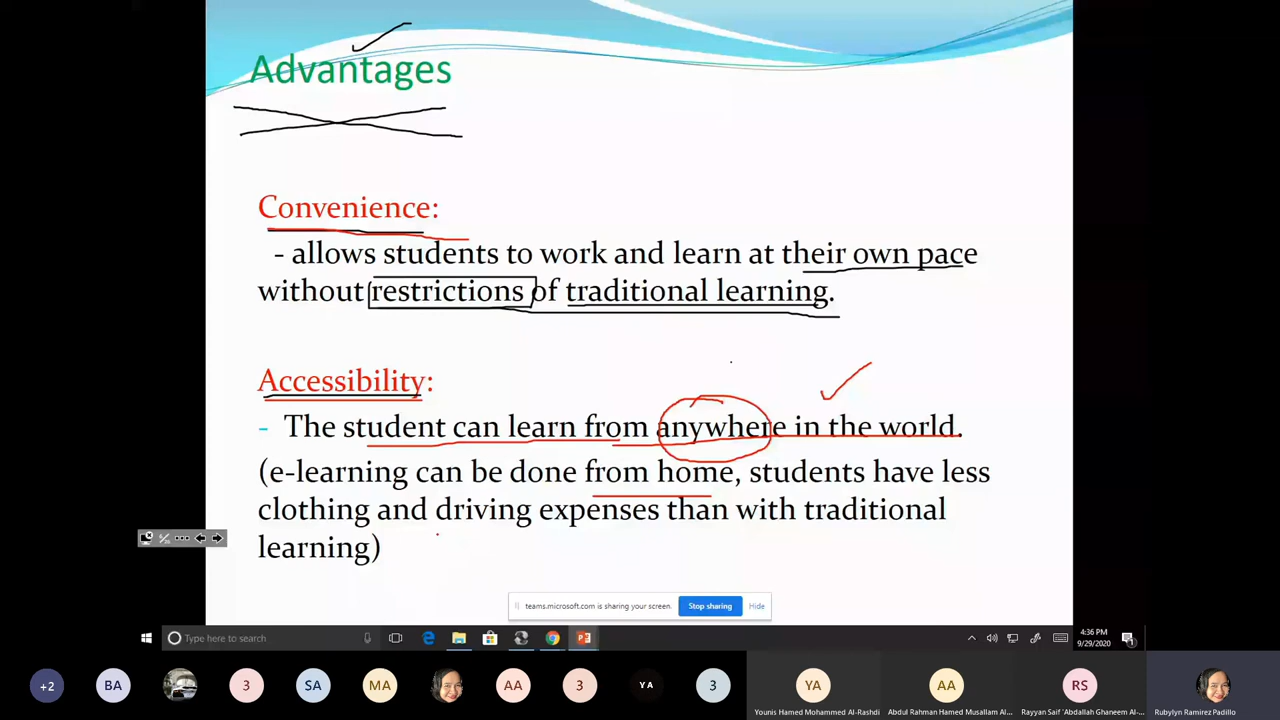 Advantages
Convenience:
- allows students to work and learn at their own pace
without restrictions of traditional learning.
Accessibility:
- The student can learn from anywhere in the world.
(e-learning can be done from home, students have less
clothing and driving expenses than with traditional
learning)
teams.microsoft.com is sharing your screen. Stop sharing Hide
Type here to search
4:36 PM
9/29/2020
+2 BA 3 SA MA AA 3 YA 3 YA AA RS
Younis Hamed Mohammed Al-Rashdi Abdul Rahman Hamed Musallam Al... Rayyan Saif 'Abdallah Ghaneem Al-... Rubylyn Ramirez Padillo